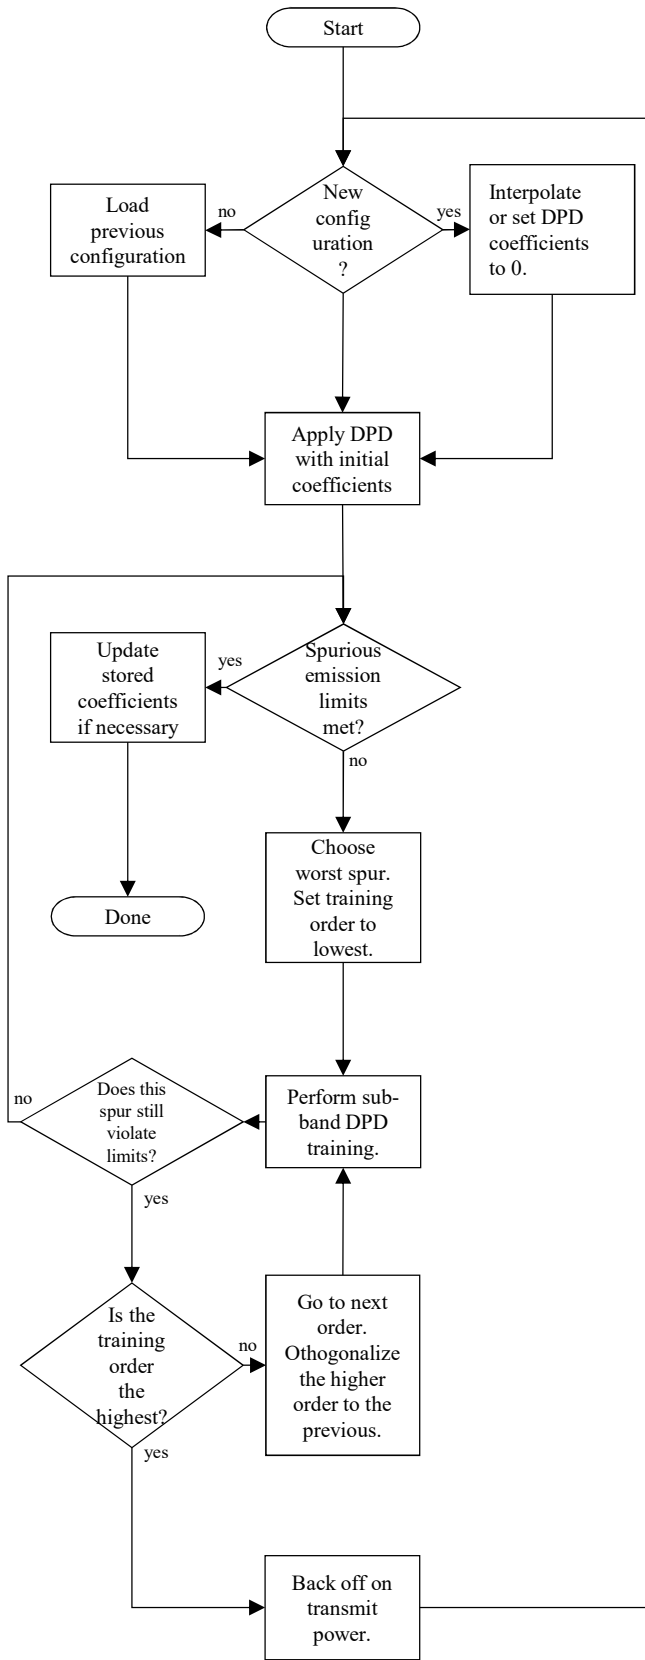 Start
Load
previous
configuration
no
New
config
uration
?
yes
Interpolate
or set DPD
coefficients
to 0.
Apply DPD
with initial
coefficients
Update
stored
coefficients
if necessary
yes
Spurious
emission
limits
met?
no
Done
Choose
worst spur.
Set training
order to
lowest.
no
Does this
spur still
violate
limits?
Perform sub-
band DPD
training.
yes
Is the
training
order
the
highest?
no
Go to next
order.
Othogonalize
the higher
order to the
previous.
yes
Back off on
transmit
power.